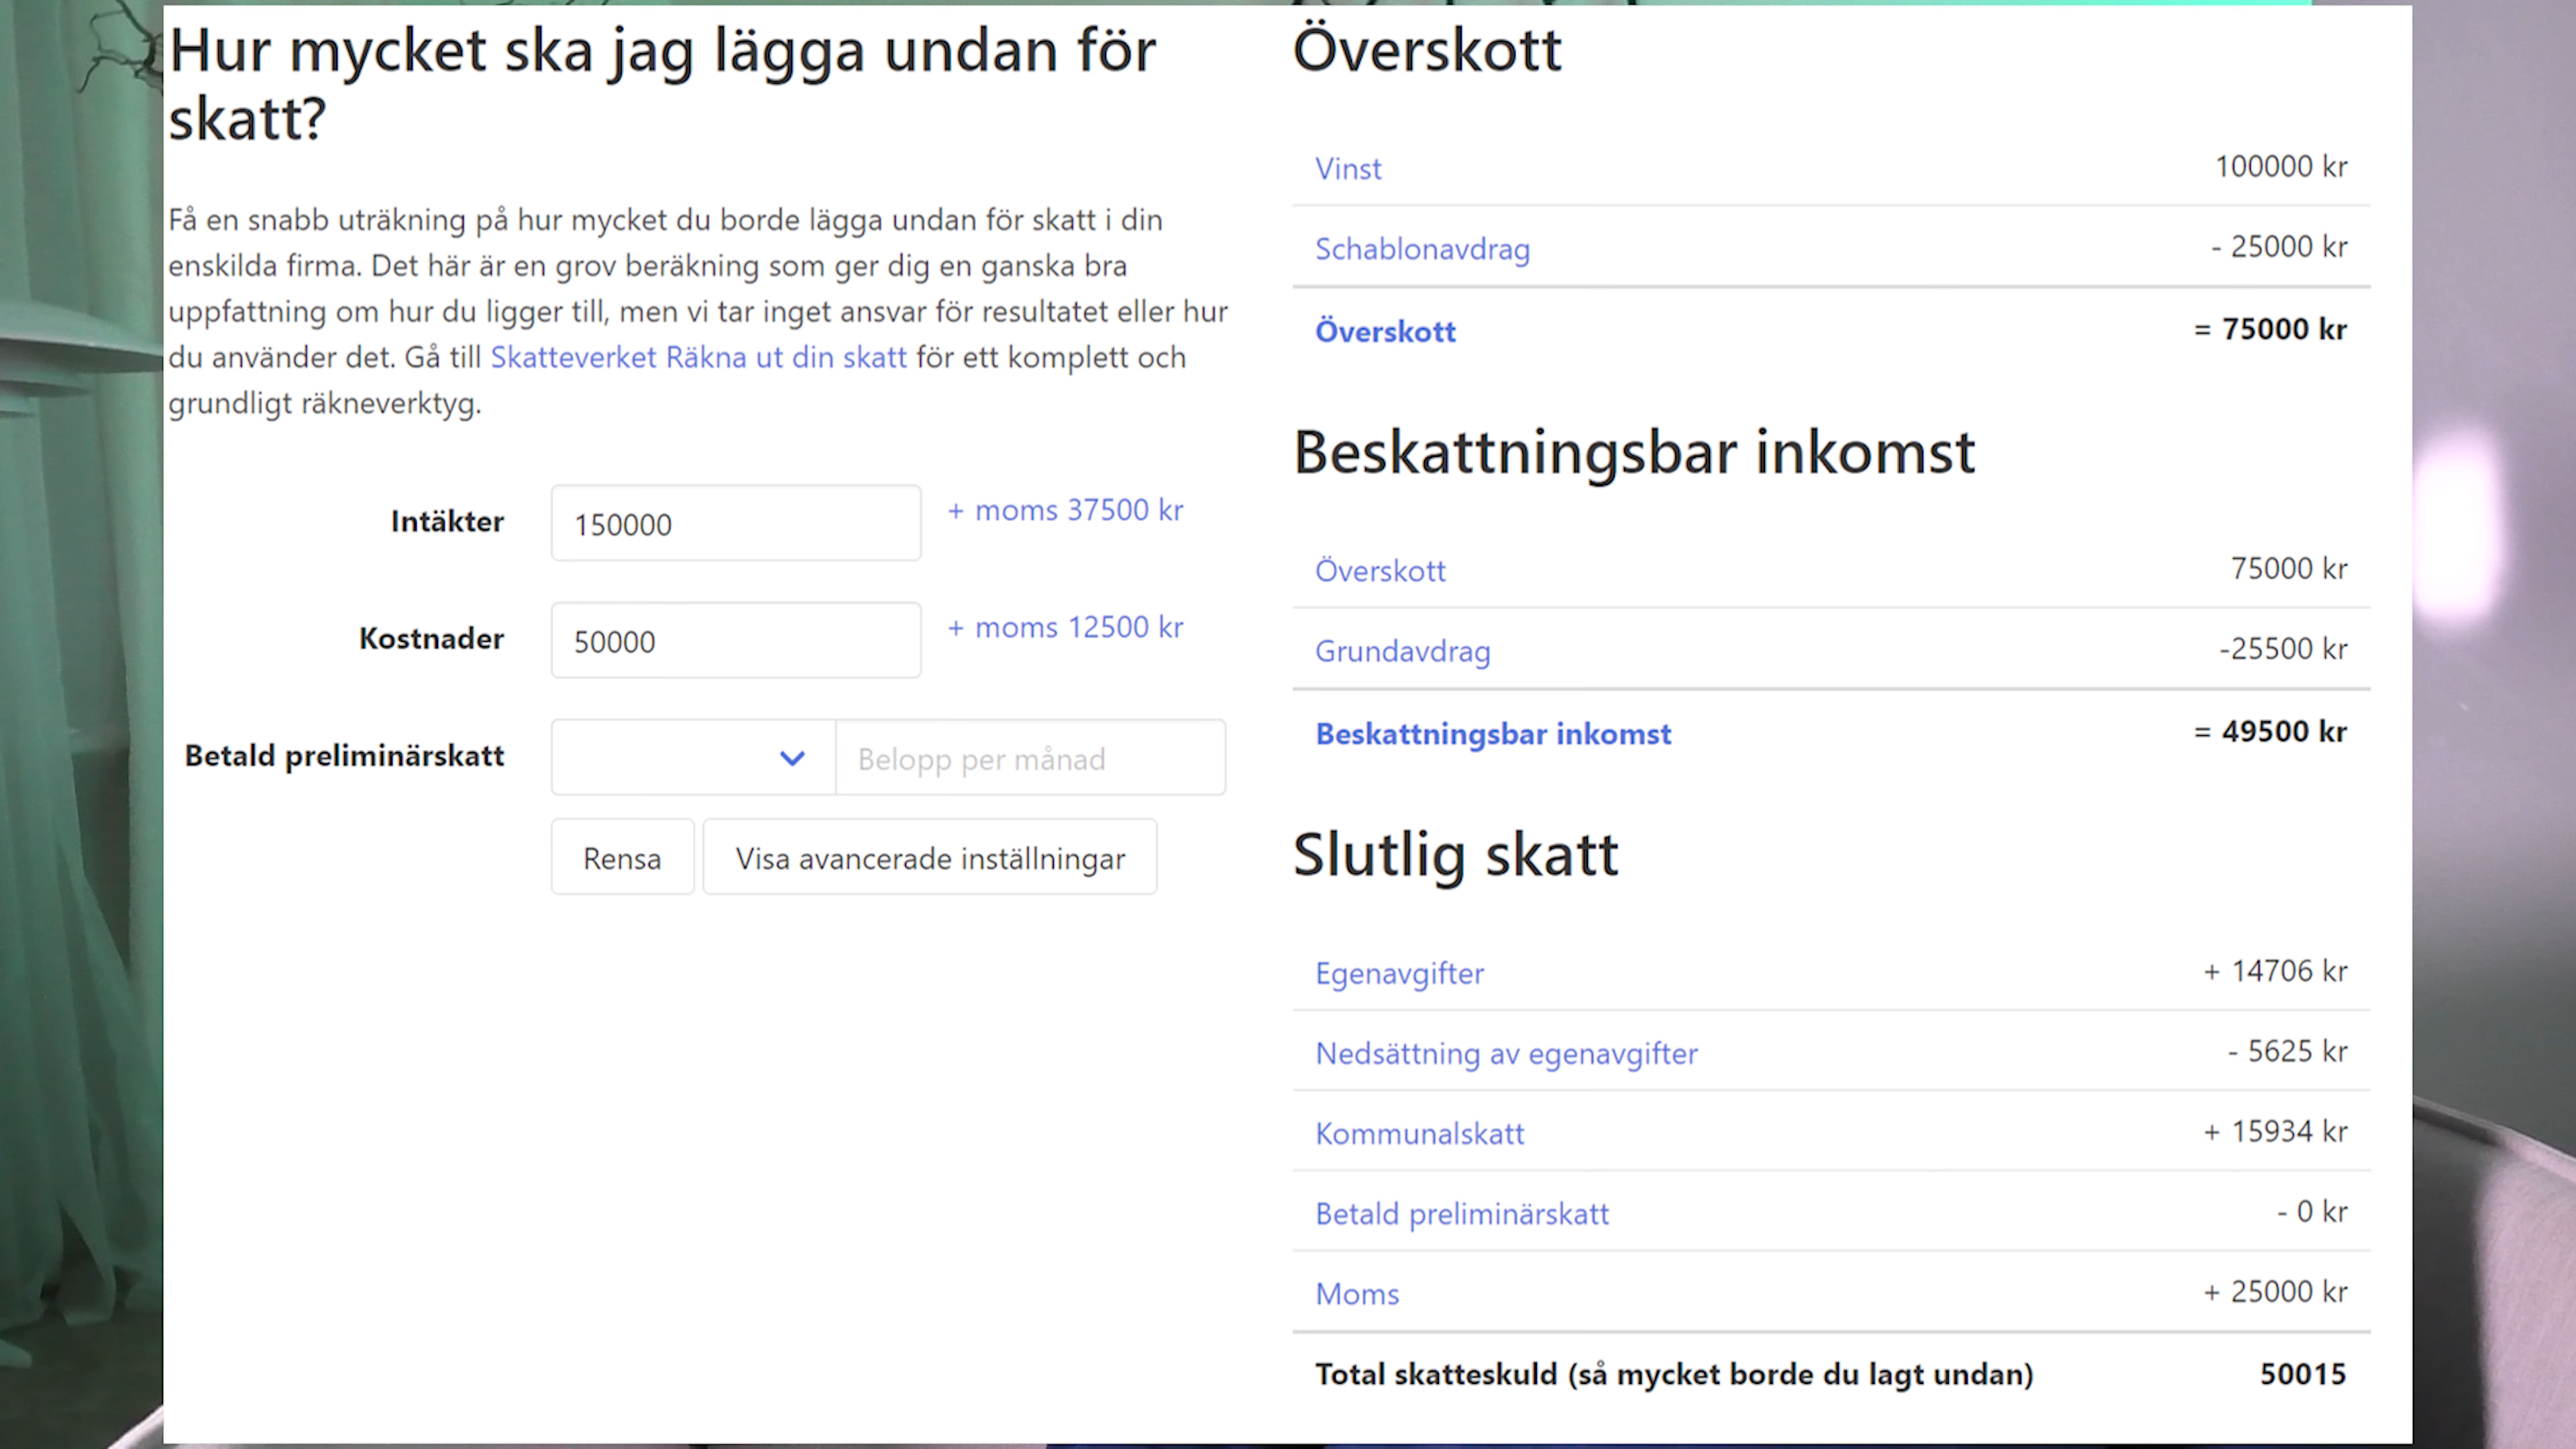 Hur mycket ska jag lägga undan för
skatt?
Få en snabb uträkning på hur mycket du borde lägga undan för skatt i din
enskilda firma. Det här är en grov beräkning som ger dig en ganska bra
uppfattning om hur du ligger till, men vi tar inget ansvar för resultatet eller hur
du använder det. Gå till Skatteverket Räkna ut din skatt för ett komplett och
grundligt räkneverktyg.
Intäkter 150000 + moms 37500 kr
Kostnader 50000 + moms 12500 kr
Betald preliminärskatt Belopp per månad
Rensa Visa avancerade inställningar
Överskott
Vinst 100000 kr
Schablonavdrag - 25000 kr
Överskott = 75000 kr
Beskattningsbar inkomst
Överskott 75000 kr
Grundavdrag -25500 kr
Beskattningsbar inkomst = 49500 kr
Slutlig skatt
Egenavgifter + 14706 kr
Nedsättning av egenavgifter - 5625 kr
Kommunalskatt + 15934 kr
Betald preliminärskatt - 0 kr
Moms + 25000 kr
Total skatteskuld (så mycket borde du lagt undan) 50015